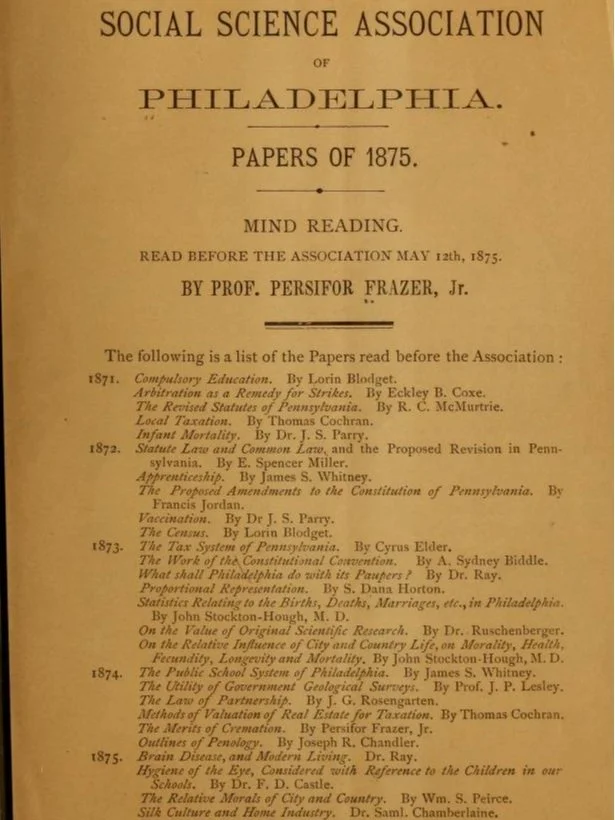 SOCIAL SCIENCE ASSOCIATION
OF
PHILADELPHIA.
PAPERS OF 1875.
MIND READING.
READ BEFORE THE ASSOCIATION MAY 12th, 1875.
BY PROF. PERSIFOR FRAZER, Jr.
The following is a list of the Papers read before the Association :
1871. Compulsory Education. By Lorin Blodget.
Arbitration as a Remedy for Strikes. By Eckley B. Coxe.
The Revised Statutes of Pennsylvania. By R. C. McMurtrie.
Local Taxation. By Thomas Cochran.
Infant Mortality. By Dr. J. S. Parry.
1872. Statute Law and Common Law, and the Proposed Revision in Penn-
sylvania. By E. Spencer Miller.
Apprenticeship. By James S. Whitney.
The Proposed Amendments to the Constitution of Pennsylvania. By
Francis Jordan.
Vaccination. By Dr J. S. Parry.
The Census. By Lorin Blodget.
1873. The Tax System of Pennsylvania. By Cyrus Elder.
The Work of the Constitutional Convention. By A. Sydney Biddle.
What shall Philadelphia do with its Paupers ? By Dr. Ray.
Proportional Representation. By S. Dana Horton.
Statistics Relating to the Births, Deaths, Marriages, etc., in Philadelphia.
By John Stockton-Hough, M. D.
On the Value of Original Scientific Research. By Dr. Ruschenberger.
On the Relative Influence of City and Country Life, on Morality, Health,
Fecundity, Longevity and Mortality. By John Stockton-Hough, M. D.
1874. The Public School System of Philadelphia. By James S. Whitney.
The Utility of Government Geological Surveys. By Prof. J. P. Lesley.
The Law of Partnership. By J. G. Rosengarten.
Methods of Valuation of Real Estate for Taxation. By Thomas Cochran.
The Merits of Cremation. By Persifor Frazer, Jr.
Outlines of Penology. By Joseph R. Chandler.
1875. Brain Disease, and Modern Living. Dr. Ray.
Hygiene of the Eye, Considered with Reference to the Children in our
Schools. By Dr. F. D. Castle.
The Relative Morals of City and Country. By Wm. S. Peirce.
Silk Culture and Home Industry. Dr. Saml. Chamberlaine.